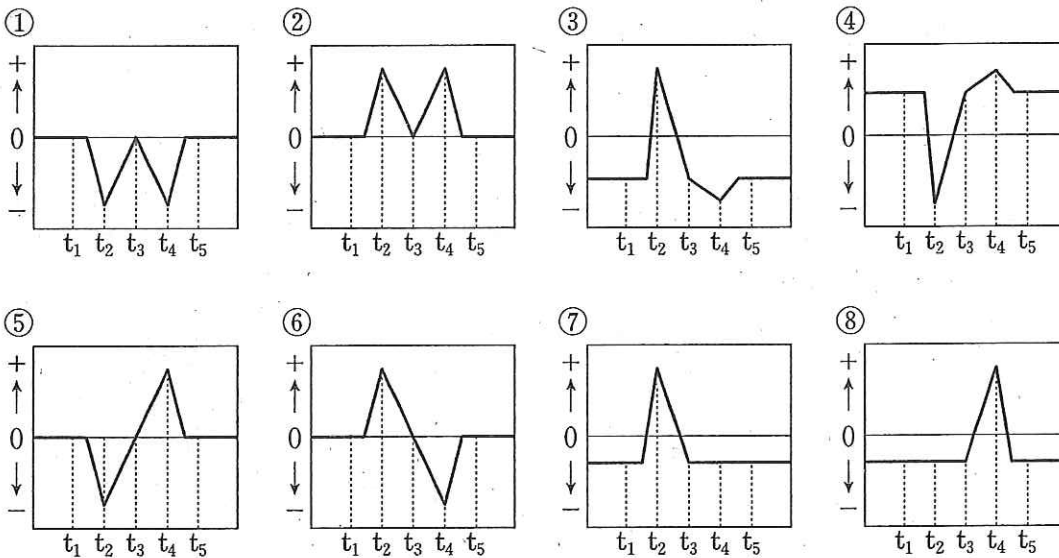 ① ② ③ ④
+ + + +
0 0 0 0
− − − −
t₁ t₂ t₃ t₄ t₅ t₁ t₂ t₃ t₄ t₅ t₁ t₂ t₃ t₄ t₅ t₁ t₂ t₃ t₄ t₅
⑤ ⑥ ⑦ ⑧
+ + + +
0 0 0 0
− − − −
t₁ t₂ t₃ t₄ t₅ t₁ t₂ t₃ t₄ t₅ t₁ t₂ t₃ t₄ t₅ t₁ t₂ t₃ t₄ t₅